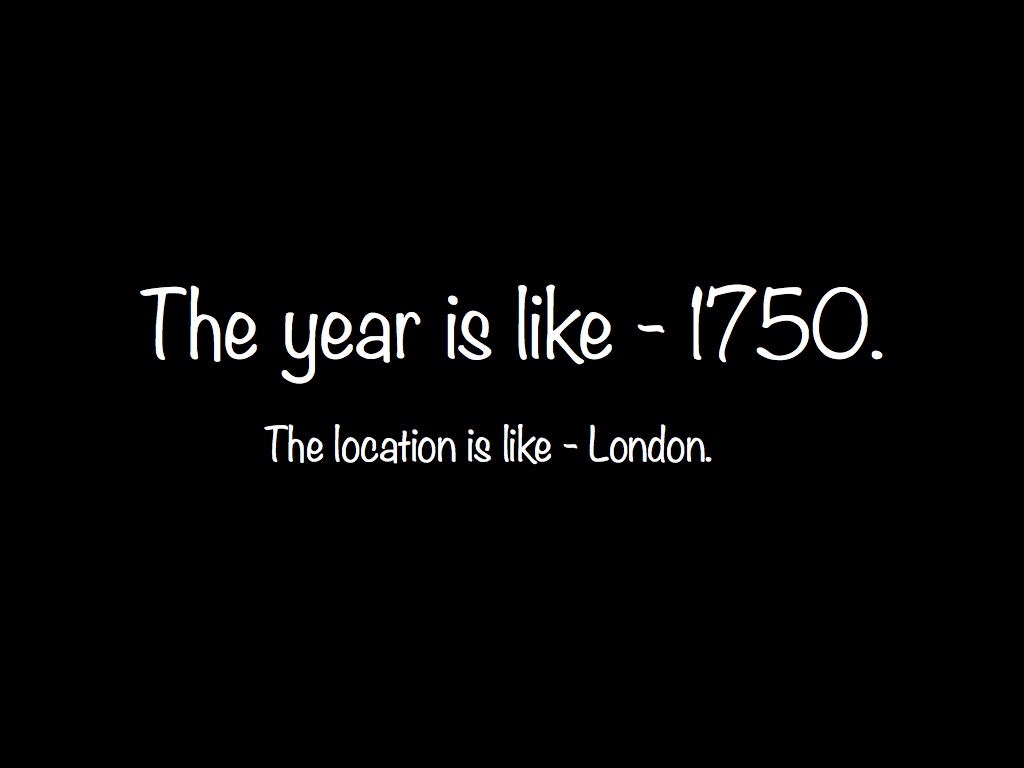 The year is like - 1750.
The location is like - London.